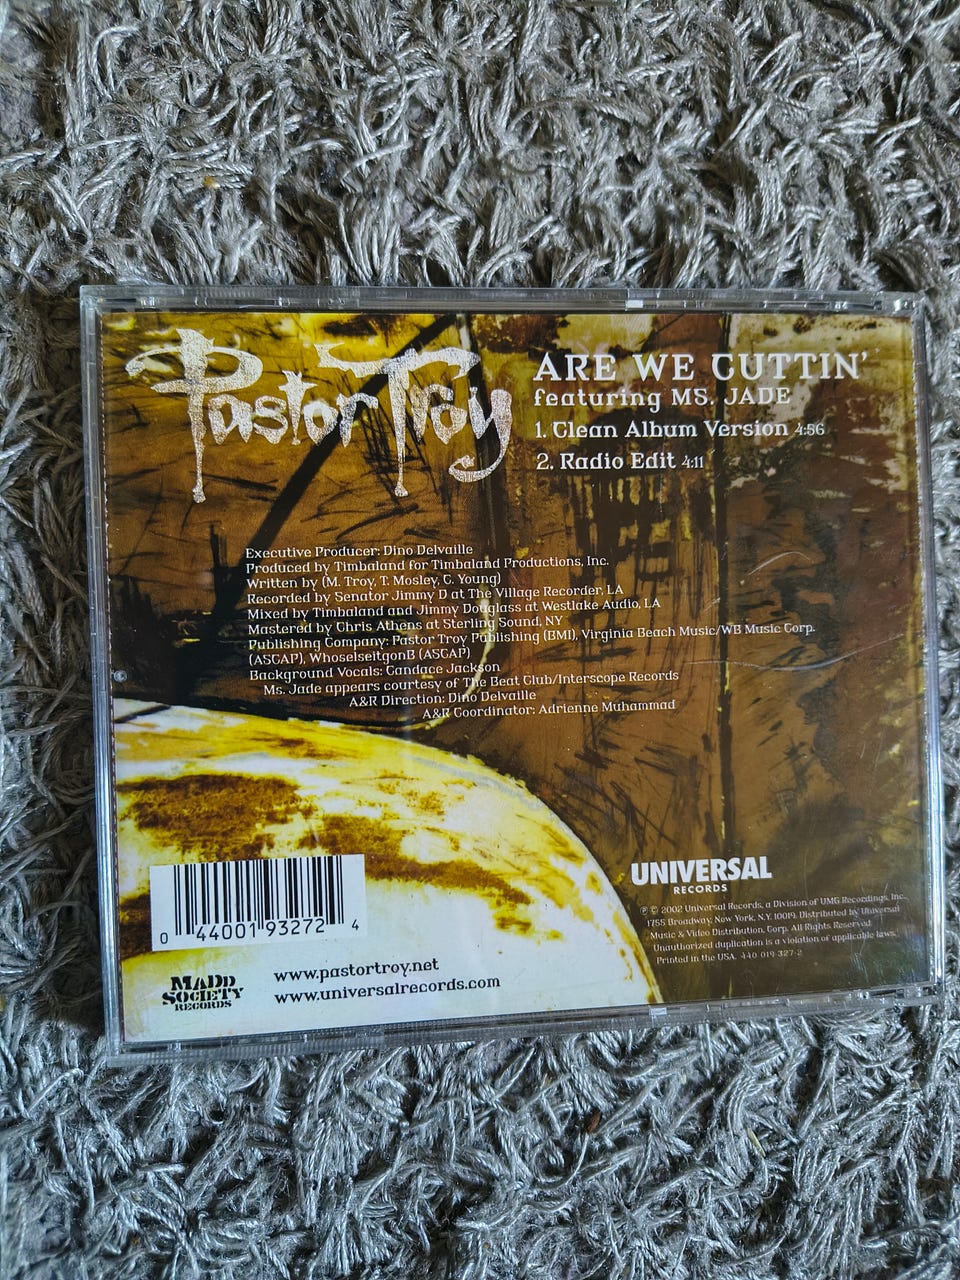 Pastor Troy
ARE WE CUTTIN'
featuring MS. JADE
1. Clean Album Version 4:56
2. Radio Edit 4:11
Executive Producer: Dino Delvaille
Produced by Timbaland for Timbaland Productions, Inc.
Written by (M. Troy, T. Mosley, C. Young)
Recorded by Senator Jimmy D at The Village Recorder, LA
Mixed by Timbaland and Jimmy Douglass at Westlake Audio, LA
Mastered by Chris Athens at Sterling Sound, NY
Publishing Company: Pastor Troy Publishing (BMI), Virginia Beach Music/WB Music Corp.
(ASCAP), WhoselseitgonB (ASCAP)
Background Vocals: Candace Jackson
Ms. Jade appears courtesy of The Beat Club/Interscope Records
A&R Direction: Dino Delvaille
A&R Coordinator: Adrienne Muhammad
UNIVERSAL
RECORDS
℗ © 2002 Universal Records, a Division of UMG Recordings, Inc.,
1755 Broadway, New York, N.Y. 10019. Distributed by Universal
Music & Video Distribution, Corp. All Rights Reserved.
Unauthorized duplication is a violation of applicable laws.
Printed in the USA. 440 019 327-2
0 44001 93272 4
MADD
SOCIETY
RECORDS
www.pastortroy.net
www.universalrecords.com